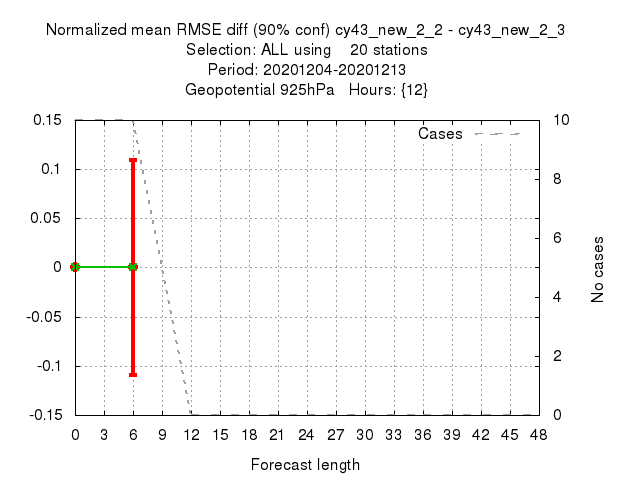 Normalized mean RMSE diff (90% conf) cy43_new_2_2 - cy43_new_2_3
Selection: ALL using 20 stations
Period: 20201204-20201213
Geopotential 925hPa Hours: {12}
Cases
0.15
0.1
0.05
0
-0.05
-0.1
-0.15
10
8
6
4
2
0
No cases
0 3 6 9 12 15 18 21 24 27 30 33 36 39 42 45 48
Forecast length